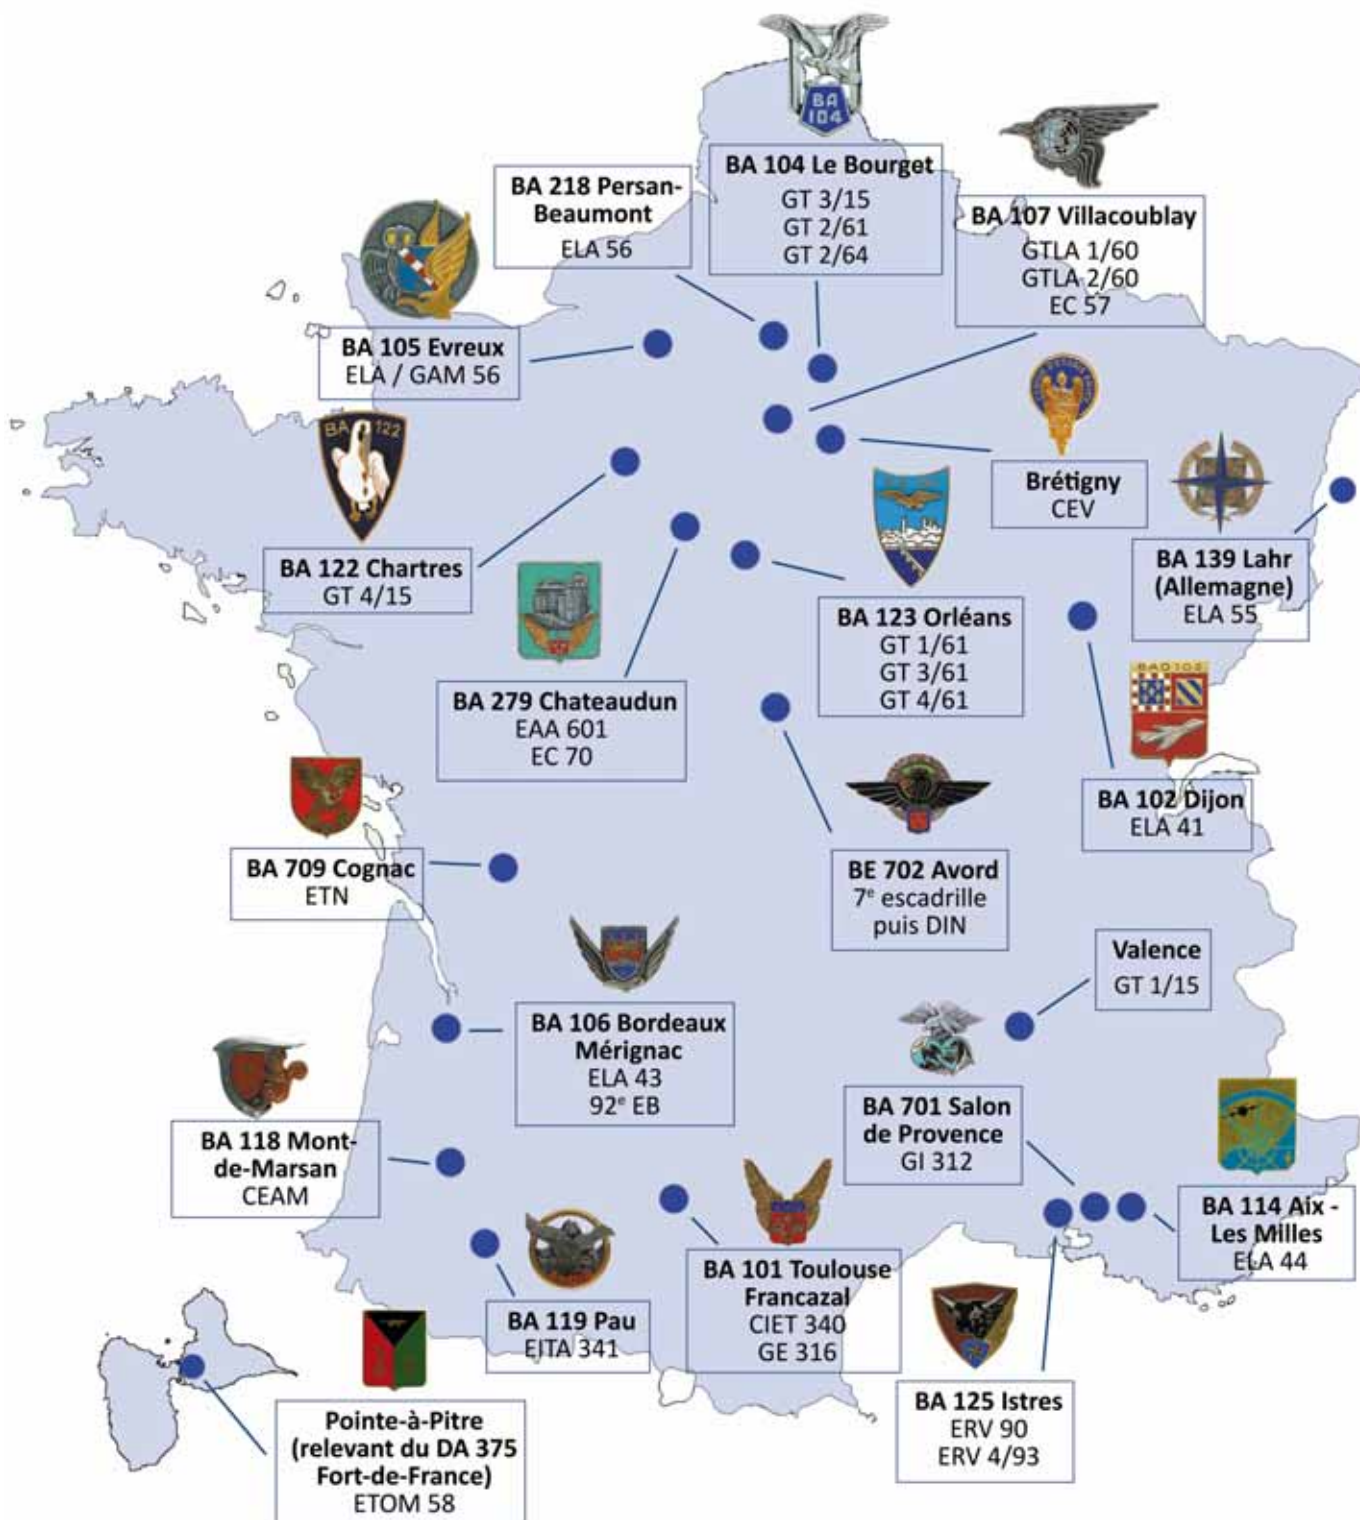 BA
104
BA 104 Le Bourget
GT 3/15
GT 2/61
GT 2/64
BA 218 Persan-
Beaumont
ELA 56
BA 107 Villacoublay
GTLA 1/60
GTLA 2/60
EC 57
BA 105 Evreux
ELA / GAM 56
BA 122
BA 122 Chartres
GT 4/15
Brétigny
CEV
BA 139 Lahr
(Allemagne)
ELA 55
BA 123 Orléans
GT 1/61
GT 3/61
GT 4/61
BA 279 Chateaudun
EAA 601
EC 70
BA 102 Dijon
ELA 41
BA 709 Cognac
ETN
BE 702 Avord
7e escadrille
puis DIN
Valence
GT 1/15
BA 106 Bordeaux
Mérignac
ELA 43
92e EB
BA 701 Salon
de Provence
GI 312
BA 118 Mont-
de-Marsan
CEAM
BA 114 Aix -
Les Milles
ELA 44
BA 101 Toulouse
Francazal
CIET 340
GE 316
BA 119 Pau
EITA 341
BA 125 Istres
ERV 90
ERV 4/93
Pointe-à-Pitre
(relevant du DA 375
Fort-de-France)
ETOM 58